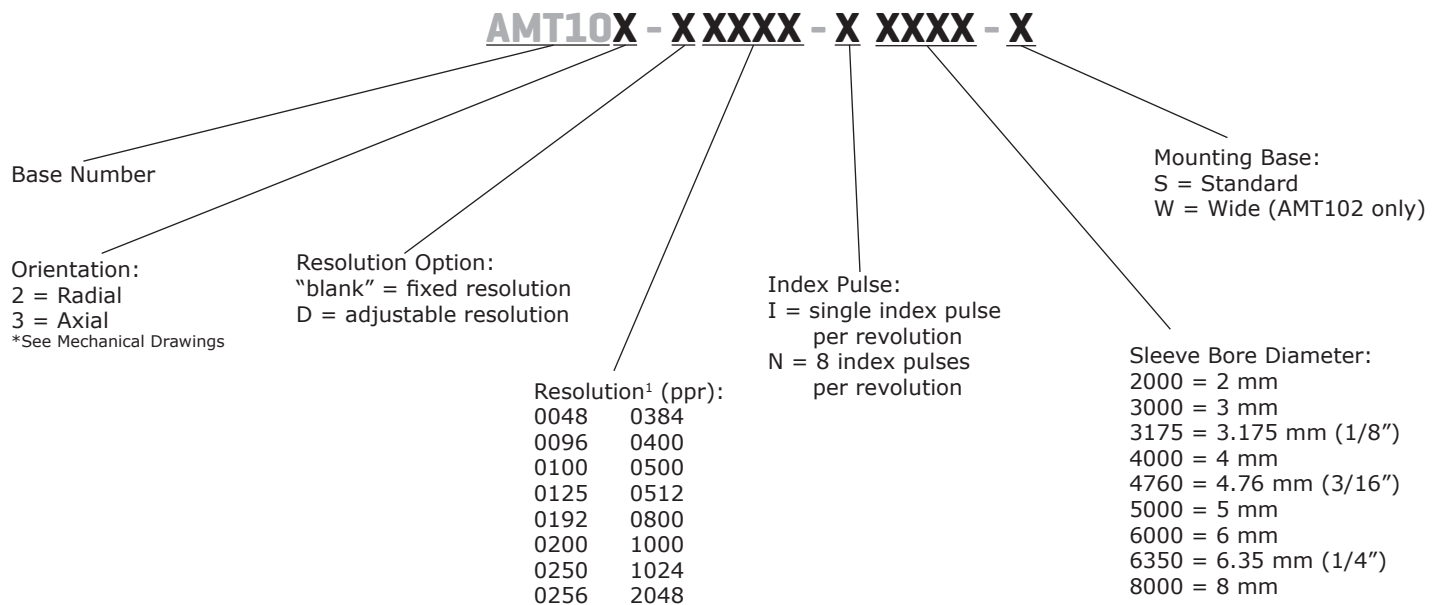 AMT10X - X XXXX - X XXXX - X
Base Number
Orientation:
2 = Radial
3 = Axial
*See Mechanical Drawings
Resolution Option:
“blank” = fixed resolution
D = adjustable resolution
Resolution¹ (ppr):
0048 0384
0096 0400
0100 0500
0125 0512
0192 0800
0200 1000
0250 1024
0256 2048
Index Pulse:
I = single index pulse
per revolution
N = 8 index pulses
per revolution
Sleeve Bore Diameter:
2000 = 2 mm
3000 = 3 mm
3175 = 3.175 mm (1/8”)
4000 = 4 mm
4760 = 4.76 mm (3/16”)
5000 = 5 mm
6000 = 6 mm
6350 = 6.35 mm (1/4”)
8000 = 8 mm
Mounting Base:
S = Standard
W = Wide (AMT102 only)